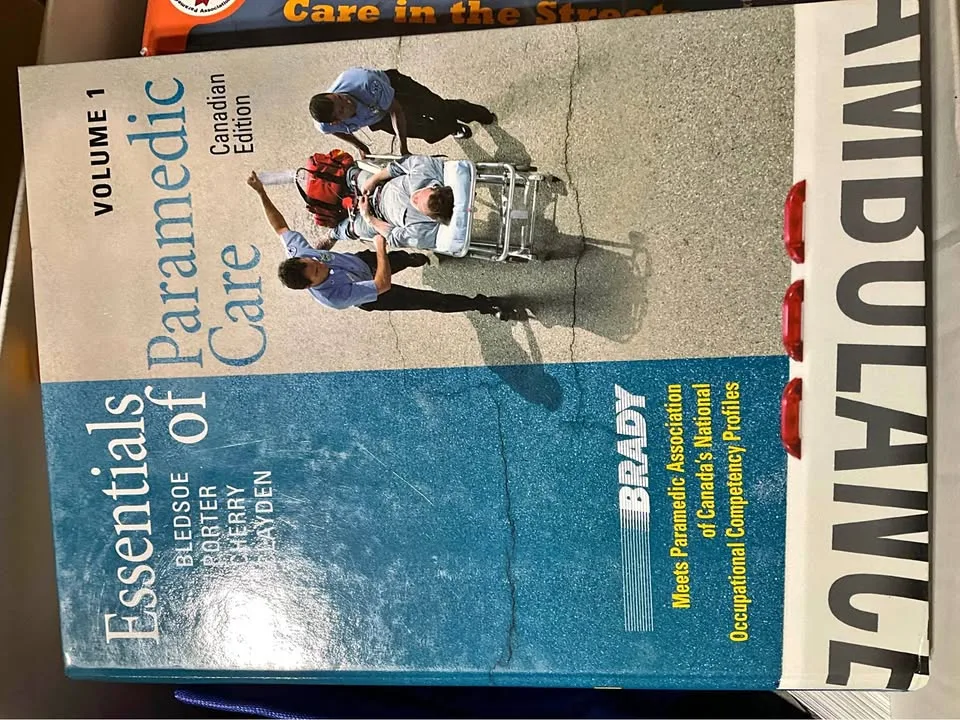 Care in the Streets
VOLUME 1
Essentials
of Paramedic
Care
Canadian
Edition
BLEDSOE
PORTER
CHERRY
CLAYDEN
BRADY
Meets Paramedic Association
of Canada's National
Occupational Competency Profiles
AMBULANCE